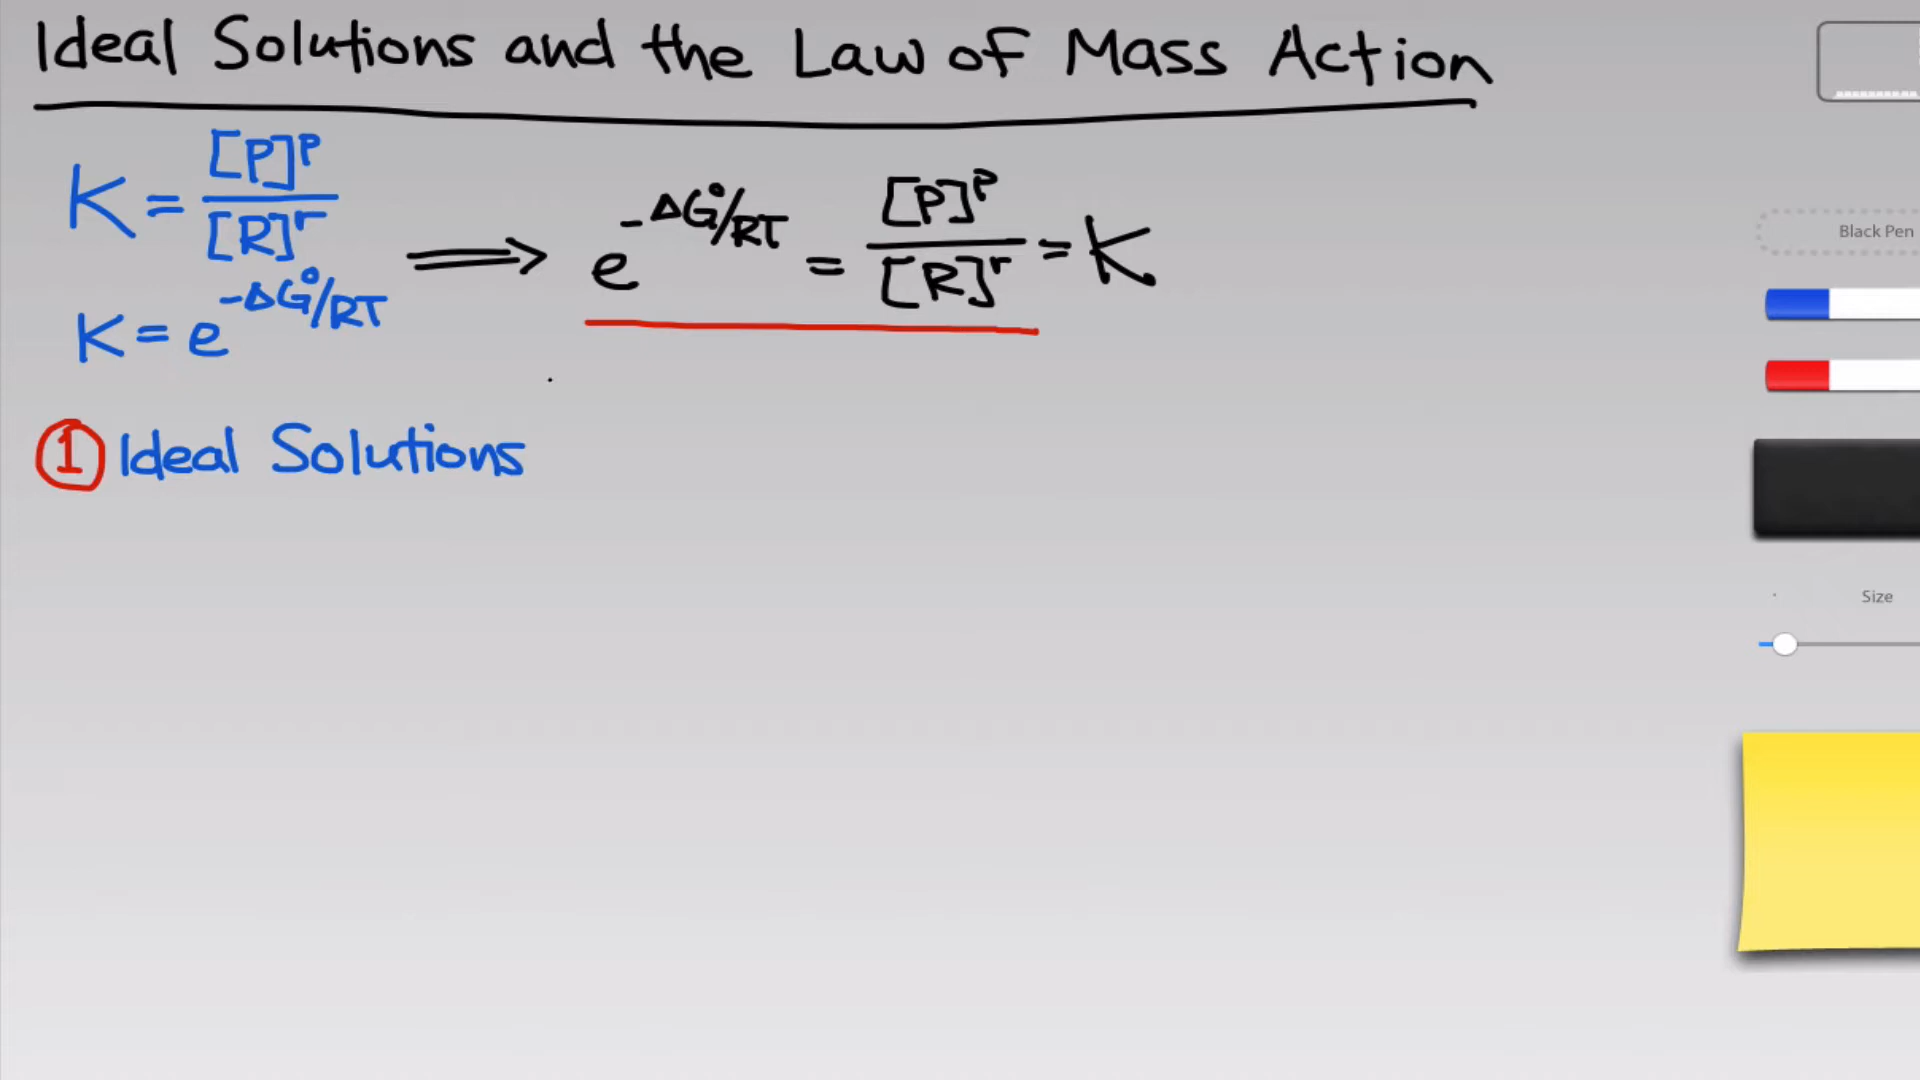 Ideal Solutions and the Law of Mass Action
K = [P]^p / [R]^r
K = e^{-ΔG°/RT}
⟹ e^{-ΔG°/RT} = [P]^p / [R]^r = K
① Ideal Solutions
Black Pen
Size